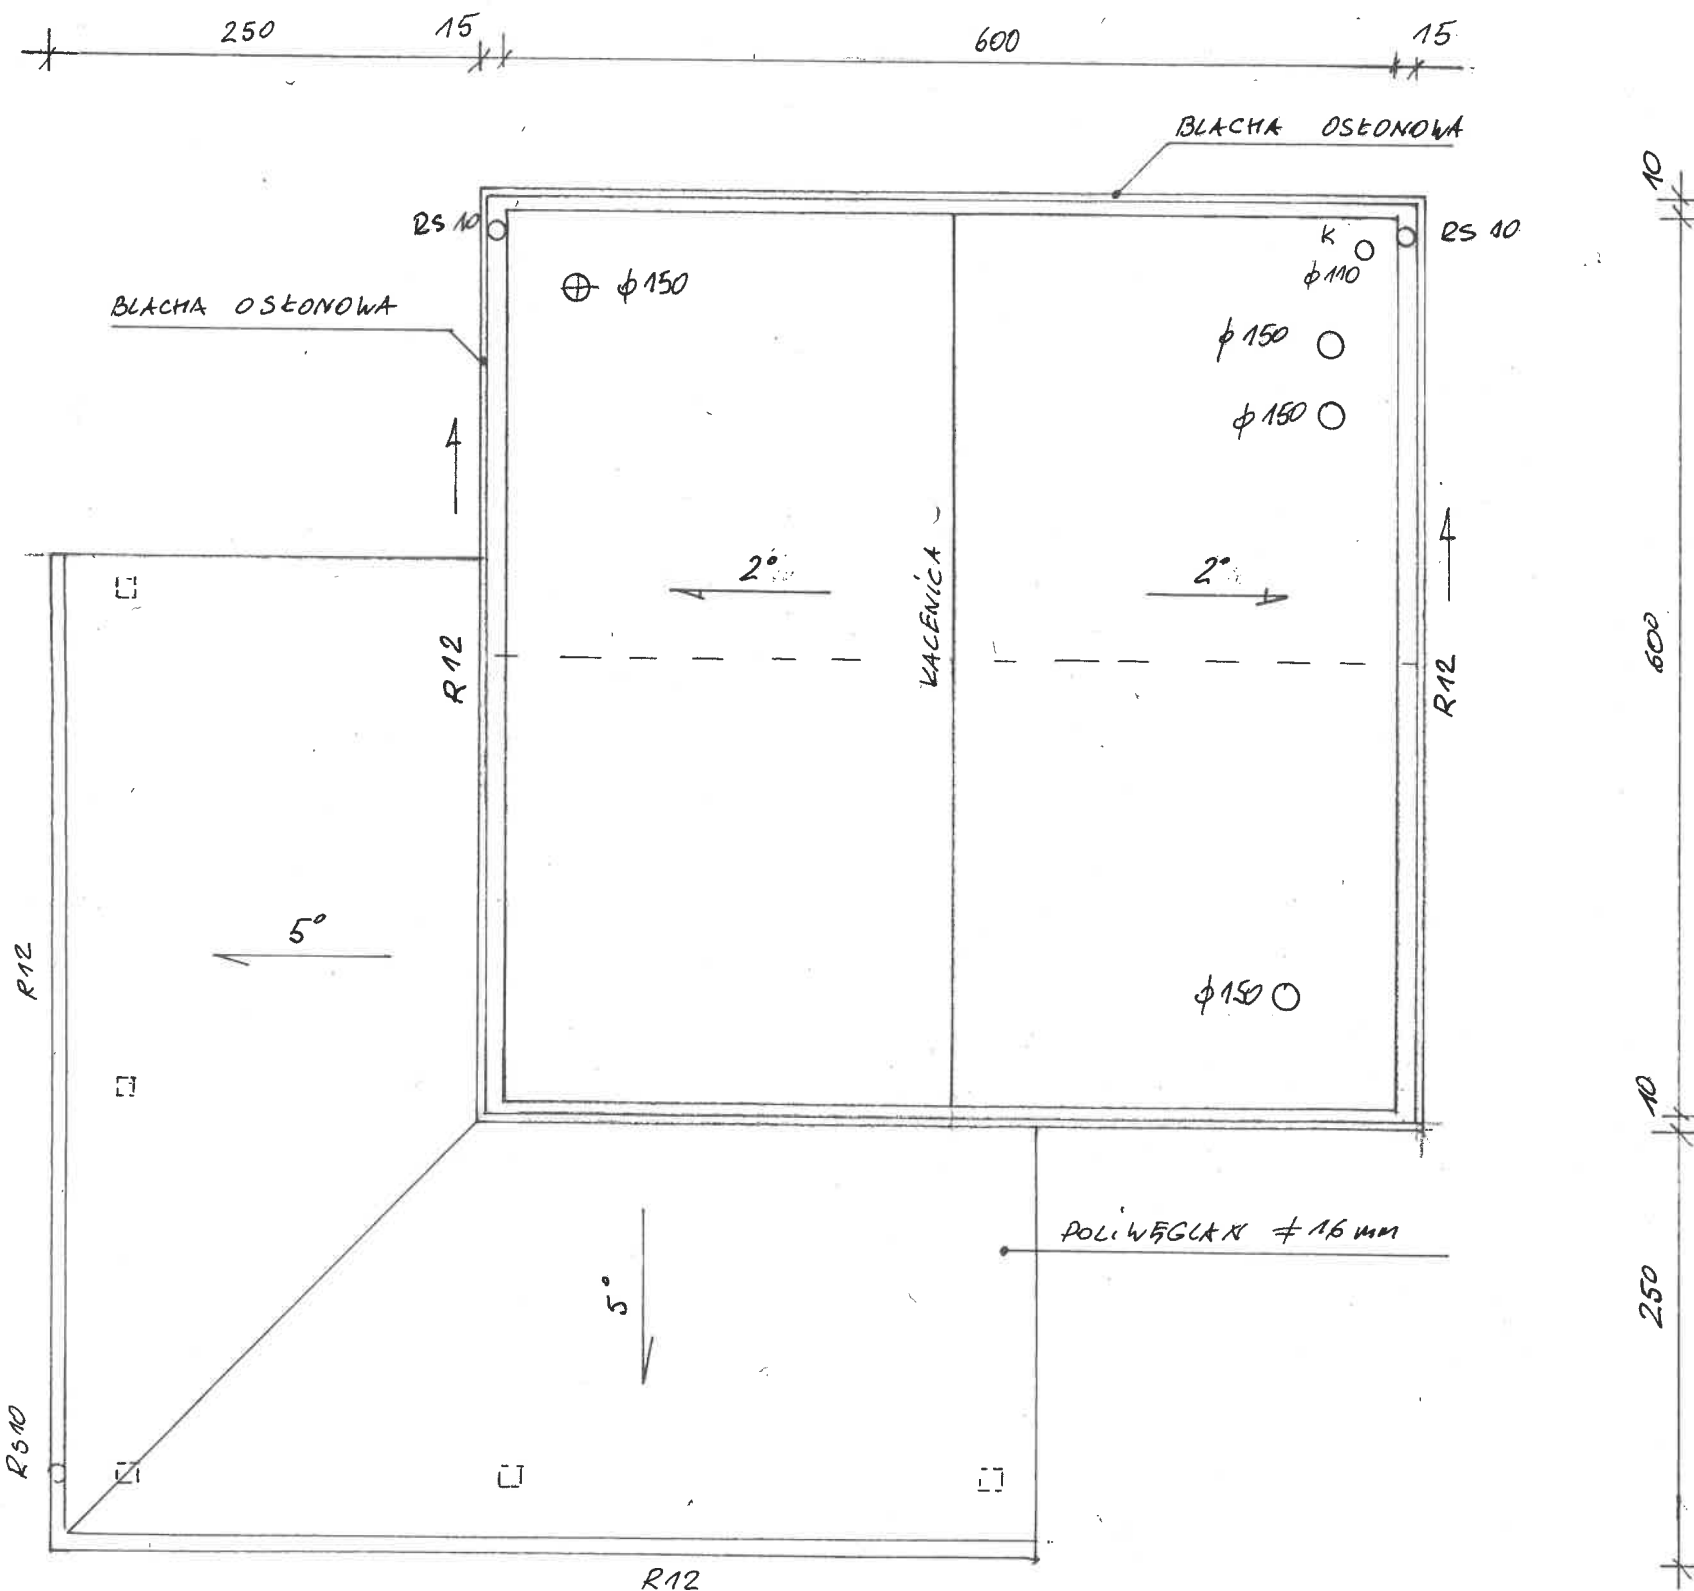 250
15
600
15
BLACHA OSŁONOWA
10
RS 10
K
RS 10
φ110
φ150
BLACHA OSŁONOWA
φ150
φ150
2°
2°
KALENICA
R12
R12
600
5°
R12
φ150
10
POLIWĘGLAN ≠ 16 mm
5°
250
RS10
R12